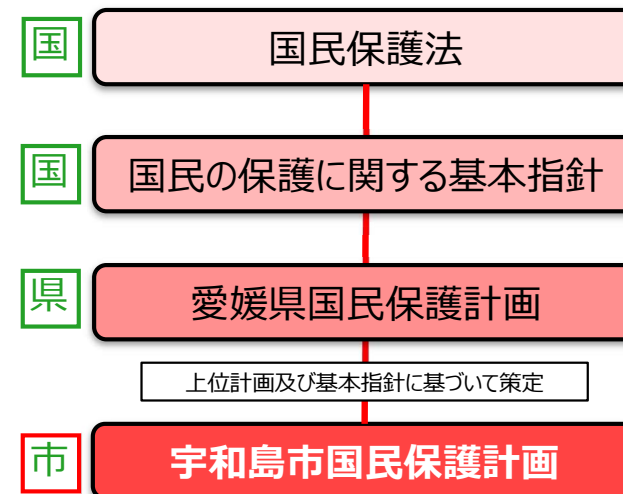 国
国民保護法
国
国民の保護に関する基本指針
県
愛媛県国民保護計画
上位計画及び基本指針に基づいて策定
市
宇和島市国民保護計画